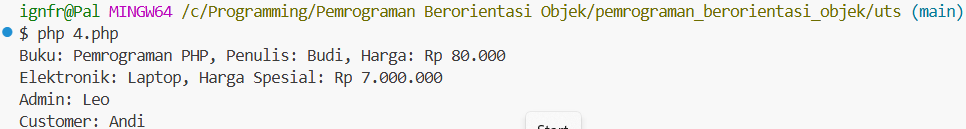 ignfr@Pal MINGW64 /c/Programming/Pemrograman Berorientasi Objek/pemrograman_berorientasi_objek/uts (main)
$ php 4.php
Buku: Pemrograman PHP, Penulis: Budi, Harga: Rp 80.000
Elektronik: Laptop, Harga Spesial: Rp 7.000.000
Admin: Leo
Customer: Andi